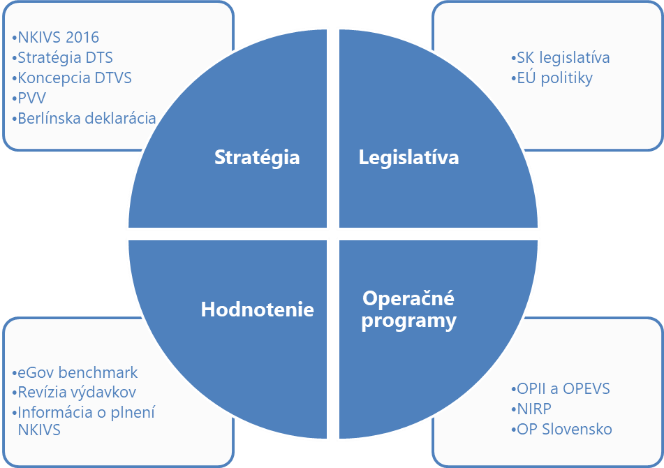 •NKIVS 2016
•Stratégia DTS
•Koncepcia DTVS
•PVV
•Berlínska deklarácia
•SK legislatíva
•EÚ politiky
Stratégia
Legislatíva
Hodnotenie
Operačné
programy
•eGov benchmark
•Revízia výdavkov
•Informácia o plnení
NKIVS
•OPII a OPEVS
•NIRP
•OP Slovensko